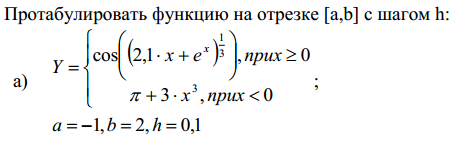 Протабулировать функцию на отрезке [a,b] с шагом h:
а) Y = { cos((2,1 · x + e^x)^(1/3)), при x ≥ 0
π + 3 · x^3, при x < 0 ;
a = −1, b = 2, h = 0,1